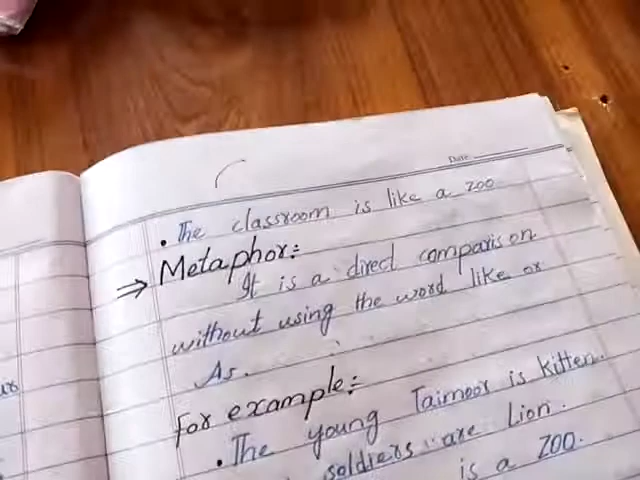 Date
• The classroom is like a zoo
⇒ Metaphor:
It is a direct comparison
without using the word like or
As.
For example:
• The young Taimoor is kitten.
soldiers are Lion.
is a ZOO.